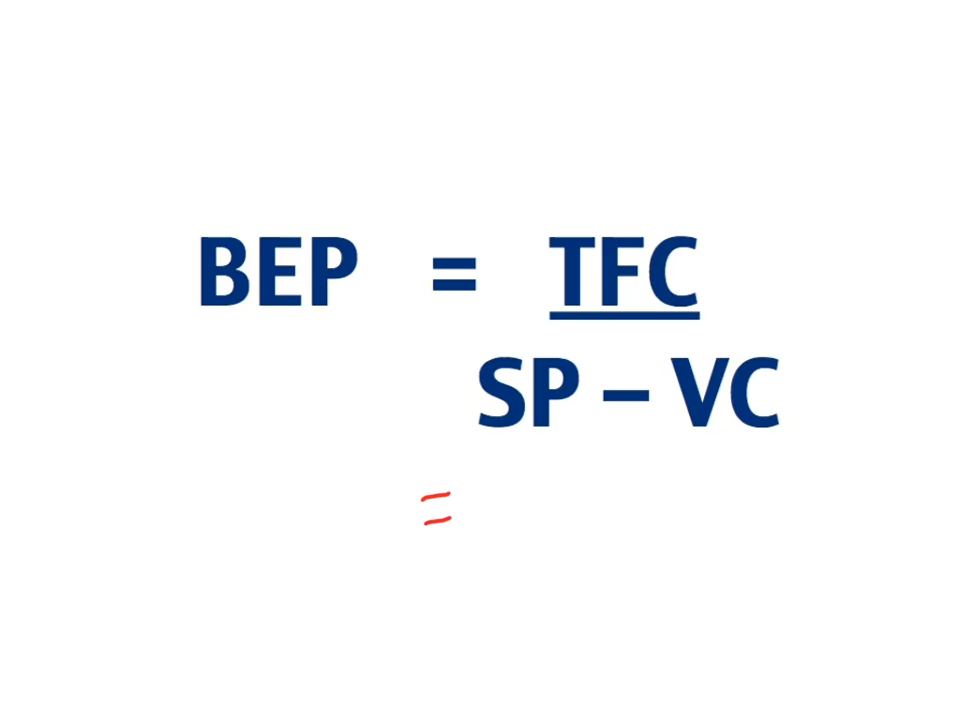 BEP = TFC
SP – VC
=